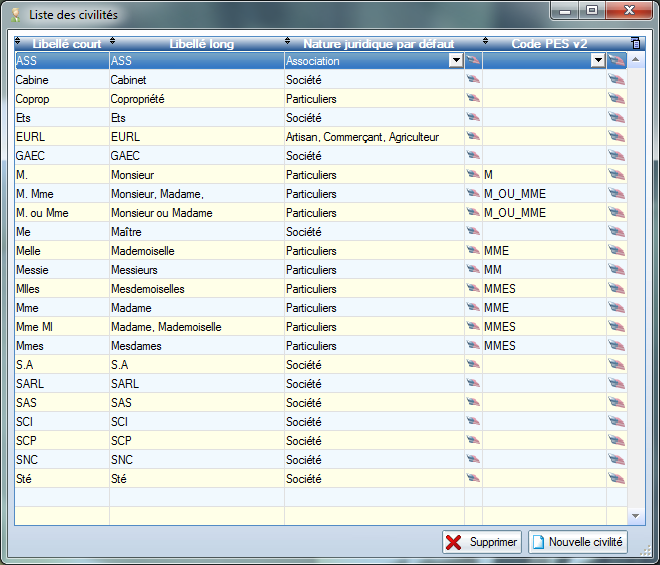 Liste des civilités
Libellé court Libellé long Nature juridique par défaut Code PES v2
ASS ASS Association
Cabine Cabinet Société
Coprop Copropriété Particuliers
Ets Ets Société
EURL EURL Artisan, Commerçant, Agriculteur
GAEC GAEC Société
M. Monsieur Particuliers M
M. Mme Monsieur, Madame, Particuliers M_OU_MME
M. ou Mme Monsieur ou Madame Particuliers M_OU_MME
Me Maître Société
Melle Mademoiselle Particuliers MME
Messie Messieurs Particuliers MM
Mlles Mesdemoiselles Particuliers MMES
Mme Madame Particuliers MME
Mme Ml Madame, Mademoiselle Particuliers MMES
Mmes Mesdames Particuliers MMES
S.A S.A Société
SARL SARL Société
SAS SAS Société
SCI SCI Société
SCP SCP Société
SNC SNC Société
Sté Sté Société
Supprimer Nouvelle civilité